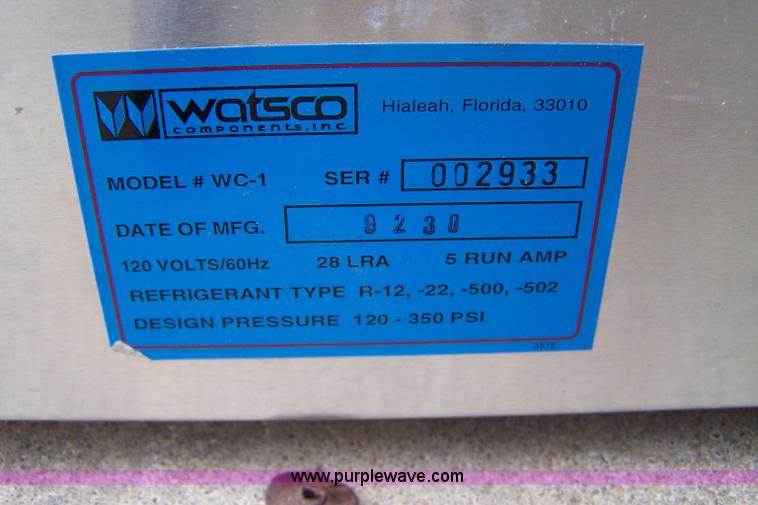 Watsco
components, inc.
Hialeah, Florida, 33010
MODEL # WC-1 SER # 002933
DATE OF MFG. 9230
120 VOLTS/60Hz 28 LRA 5 RUN AMP
REFRIGERANT TYPE R-12, -22, -500, -502
DESIGN PRESSURE 120 - 350 PSI
3576
www.purplewave.com